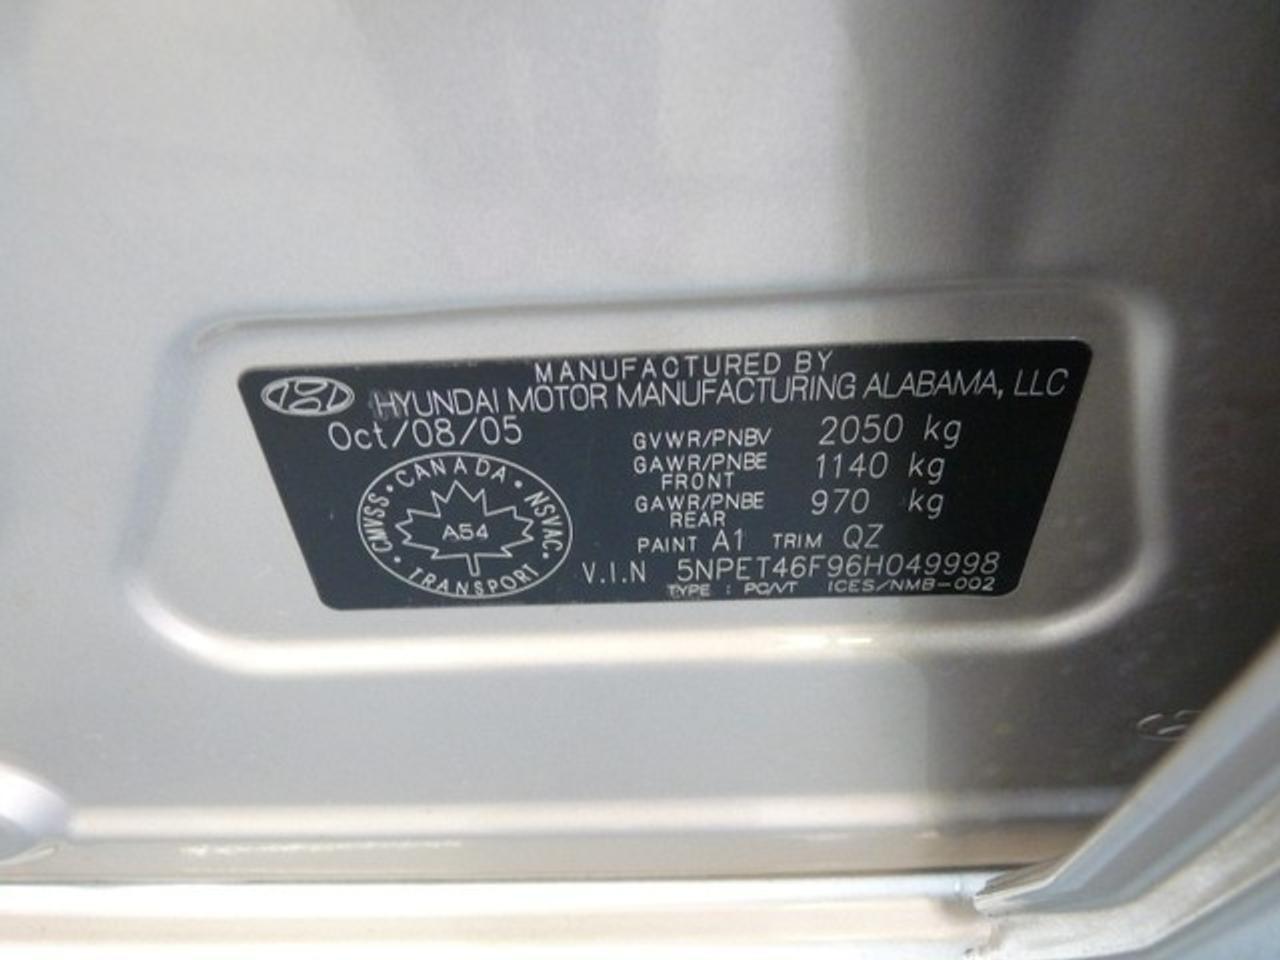 MANUFACTURED BY
HYUNDAI MOTOR MANUFACTURING ALABAMA, LLC
Oct/08/05
GVWR/PNBV 2050 kg
GAWR/PNBE FRONT 1140 kg
GAWR/PNBE REAR 970 kg
PAINT A1 TRIM QZ
V.I.N 5NPET46F96H049998
TYPE : PC/VT ICES/NMB-002
CANADA • NSVAC • TRANSPORT • CMVSS •
A54